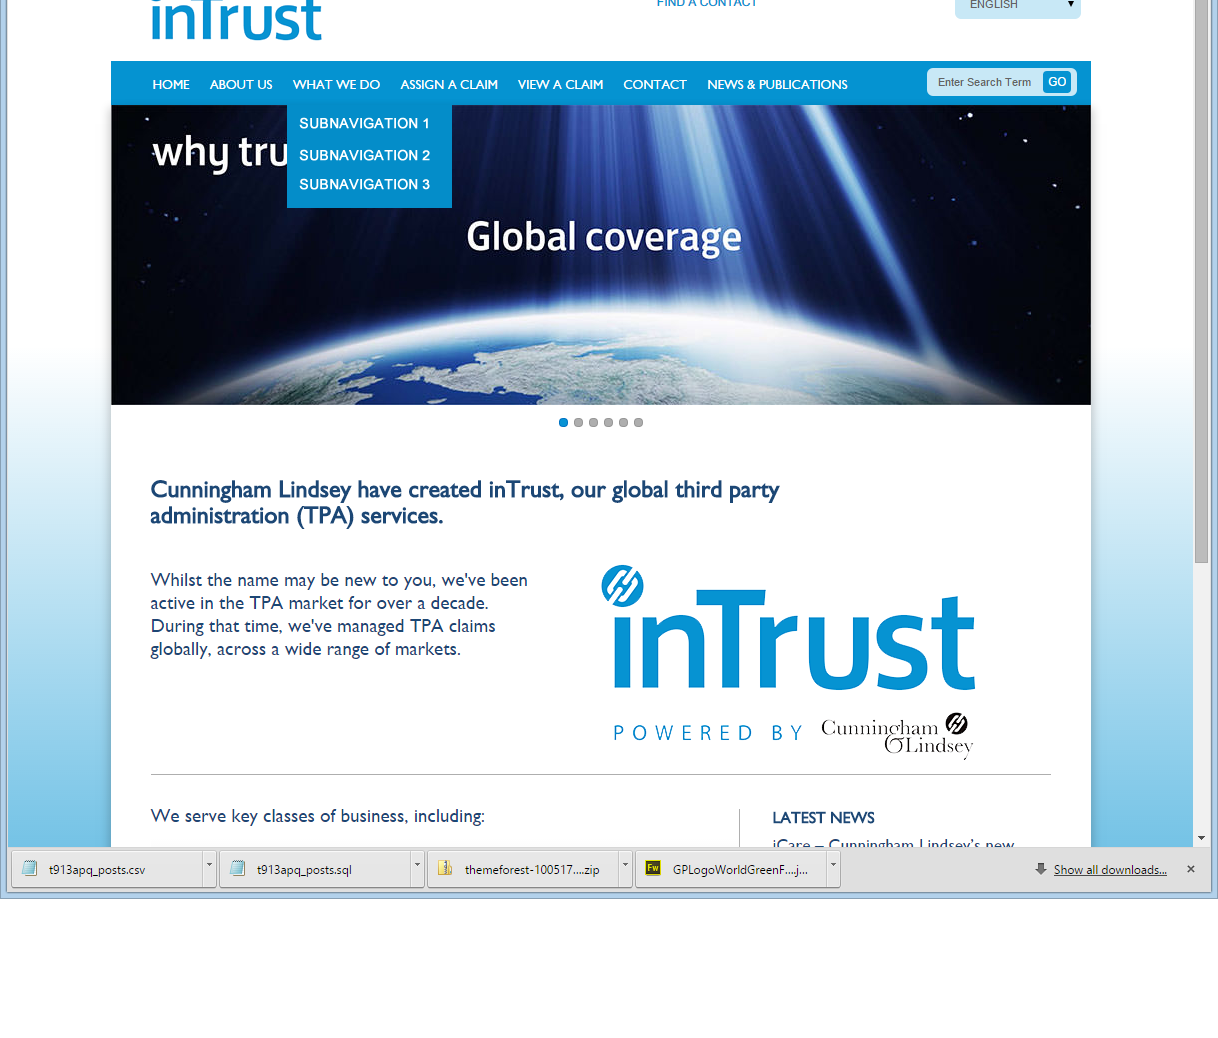 inTrust
FIND A CONTACT
ENGLISH
HOME ABOUT US WHAT WE DO ASSIGN A CLAIM VIEW A CLAIM CONTACT NEWS & PUBLICATIONS
Enter Search Term GO
SUBNAVIGATION 1
SUBNAVIGATION 2
SUBNAVIGATION 3
why tru
Global coverage
Cunningham Lindsey have created inTrust, our global third party
administration (TPA) services.
Whilst the name may be new to you, we've been
active in the TPA market for over a decade.
During that time, we've managed TPA claims
globally, across a wide range of markets.
inTrust
POWERED BY
Cunningham
& Lindsey
We serve key classes of business, including:
LATEST NEWS
iCare – Cunningham Lindsey's new
t913apq_posts.csv
t913apq_posts.sql
themeforest-100517....zip
Fw
GPLogoWorldGreenF....j...
Show all downloads...